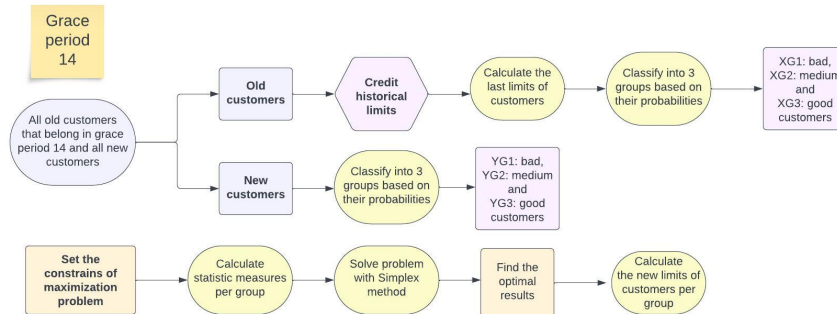 Grace
period
14
All old customers
that belong in grace
period 14 and all new
customers
Old
customers
Credit
historical
limits
Calculate the
last limits of
customers
Classify into 3
groups based on
their probabilities
XG1: bad,
XG2: medium
and
XG3: good
customers
New
customers
Classify into 3
groups based on
their probabilities
YG1: bad,
YG2: medium
and
YG3: good
customers
Set the
constrains of
maximization
problem
Calculate
statistic measures
per group
Solve problem
with Simplex
method
Find the
optimal
results
Calculate
the new limits of
customers per
group